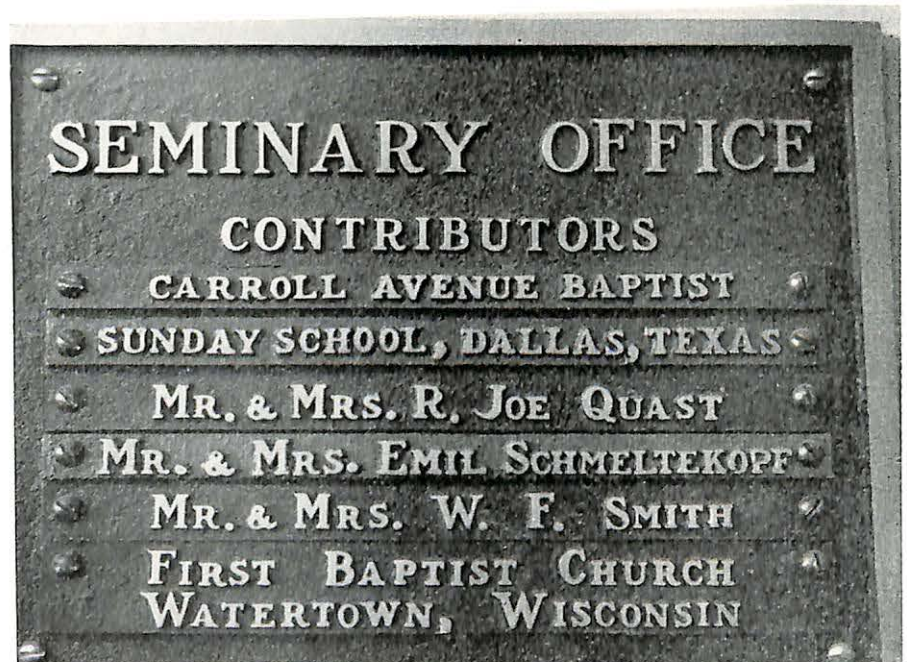 SEMINARY OFFICE
CONTRIBUTORS
CARROLL AVENUE BAPTIST
SUNDAY SCHOOL, DALLAS, TEXAS
MR. & MRS. R. JOE QUAST
MR. & MRS. EMIL SCHMELTEKOPF
MR. & MRS. W. F. SMITH
FIRST BAPTIST CHURCH
WATERTOWN, WISCONSIN